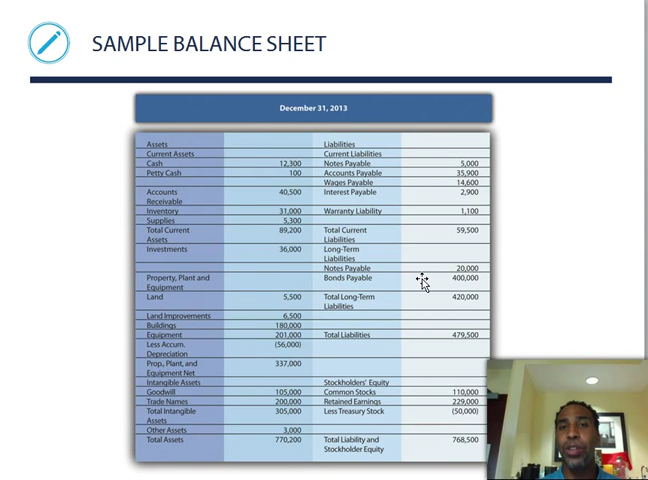 SAMPLE BALANCE SHEET
December 31, 2013
Assets Liabilities
Current Assets Current Liabilities
Cash 12,300 Notes Payable 5,000
Petty Cash 100 Accounts Payable 35,900
Wages Payable 14,600
Accounts 40,500 Interest Payable 2,900
Receivable
Inventory 31,000 Warranty Liability 1,100
Supplies 5,300
Total Current 89,200 Total Current 59,500
Assets Liabilities
Investments 36,000 Long-Term
Liabilities
Notes Payable 20,000
Property, Plant and Bonds Payable 400,000
Equipment
Land 5,500 Total Long-Term 420,000
Liabilities
Land Improvements 6,500
Buildings 180,000
Equipment 201,000 Total Liabilities 479,500
Less Accum. (56,000)
Depreciation
Prop., Plant, and 337,000
Equipment Net
Intangible Assets Stockholders' Equity
Goodwill 105,000 Common Stocks 110,000
Trade Names 200,000 Retained Earnings 229,000
Total Intangible 305,000 Less Treasury Stock (50,000)
Assets
Other Assets 3,000
Total Assets 770,200 Total Liability and 768,500
Stockholder Equity